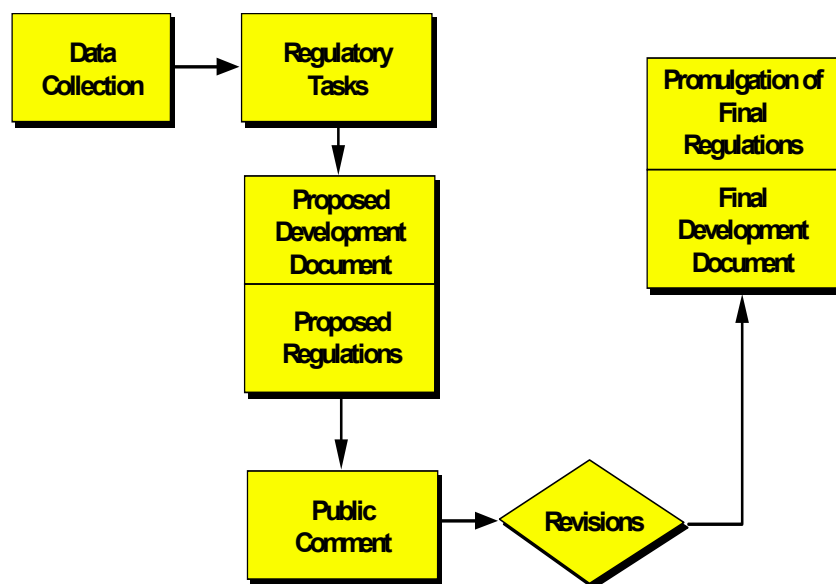 Data
Collection
Regulatory
Tasks
Proposed
Development
Document
Proposed
Regulations
Public
Comment
Revisions
Promulgation of
Final
Regulations
Final
Development
Document